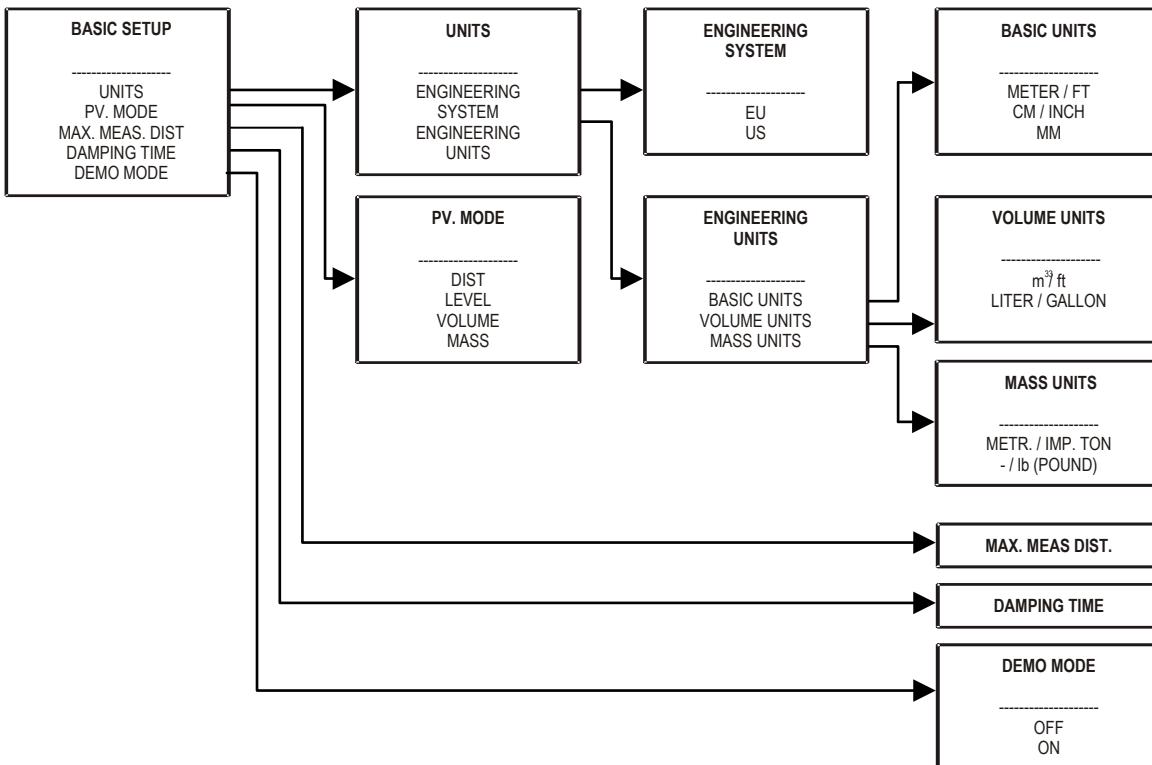 BASIC SETUP
--------------------
UNITS
PV. MODE
MAX. MEAS. DIST
DAMPING TIME
DEMO MODE
UNITS
--------------------
ENGINEERING
SYSTEM
ENGINEERING
UNITS
ENGINEERING
SYSTEM
--------------------
EU
US
BASIC UNITS
--------------------
METER / FT
CM / INCH
MM
PV. MODE
--------------------
DIST
LEVEL
VOLUME
MASS
ENGINEERING
UNITS
--------------------
BASIC UNITS
VOLUME UNITS
MASS UNITS
VOLUME UNITS
--------------------
m³³/ ft
LITER / GALLON
MASS UNITS
--------------------
METR. / IMP. TON
- / lb (POUND)
MAX. MEAS DIST.
DAMPING TIME
DEMO MODE
--------------------
OFF
ON